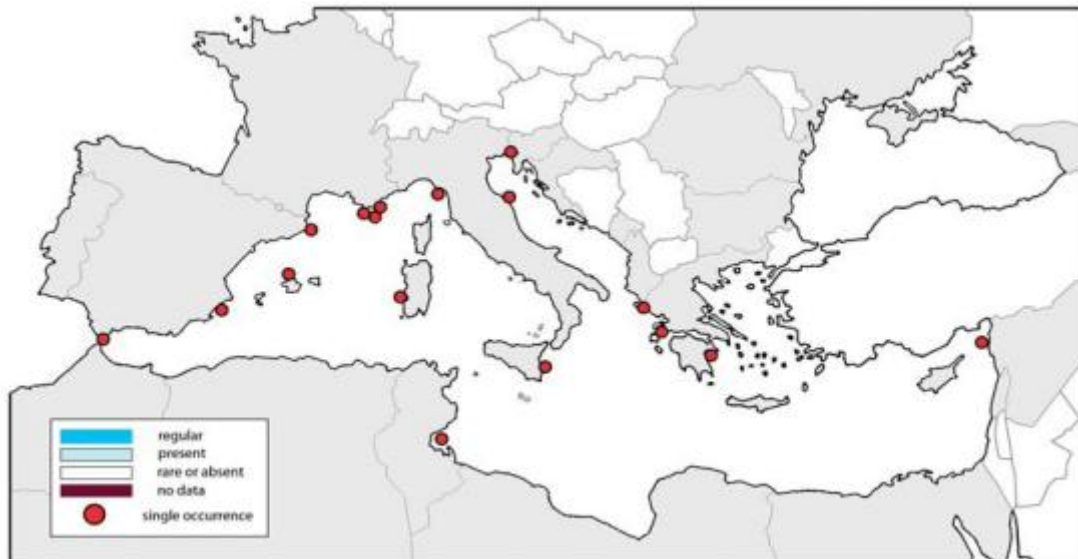 regular
present
rare or absent
no data
single occurrence